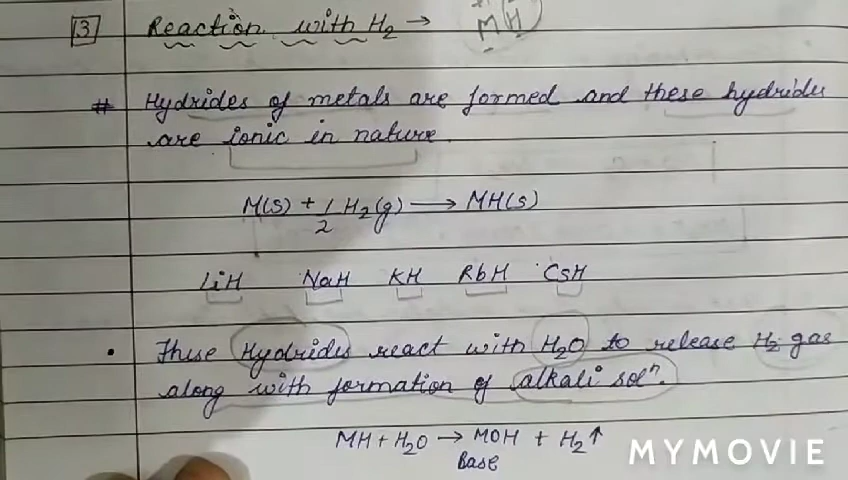 3 Reaction with H₂ → M H
# Hydrides of metals are formed and these hydrides
are ionic in nature.
M(s) + 1/2 H₂(g) → MH(s)
LiH NaH KH RbH CsH
• These Hydrides react with H₂O to release H₂ gas
along with formation of alkali solⁿ.
MH + H₂O → MOH + H₂↑
Base
MYMOVIE